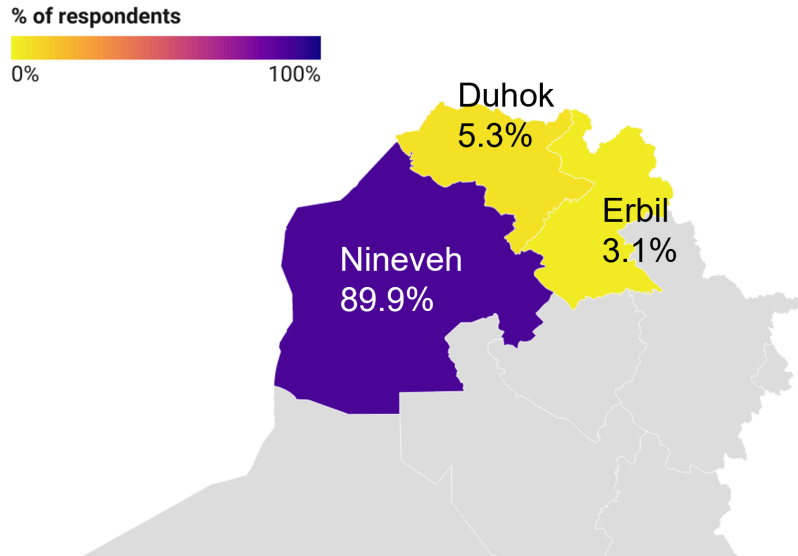 % of respondents
0% 100%
Duhok
5.3%
Erbil
3.1%
Nineveh
89.9%